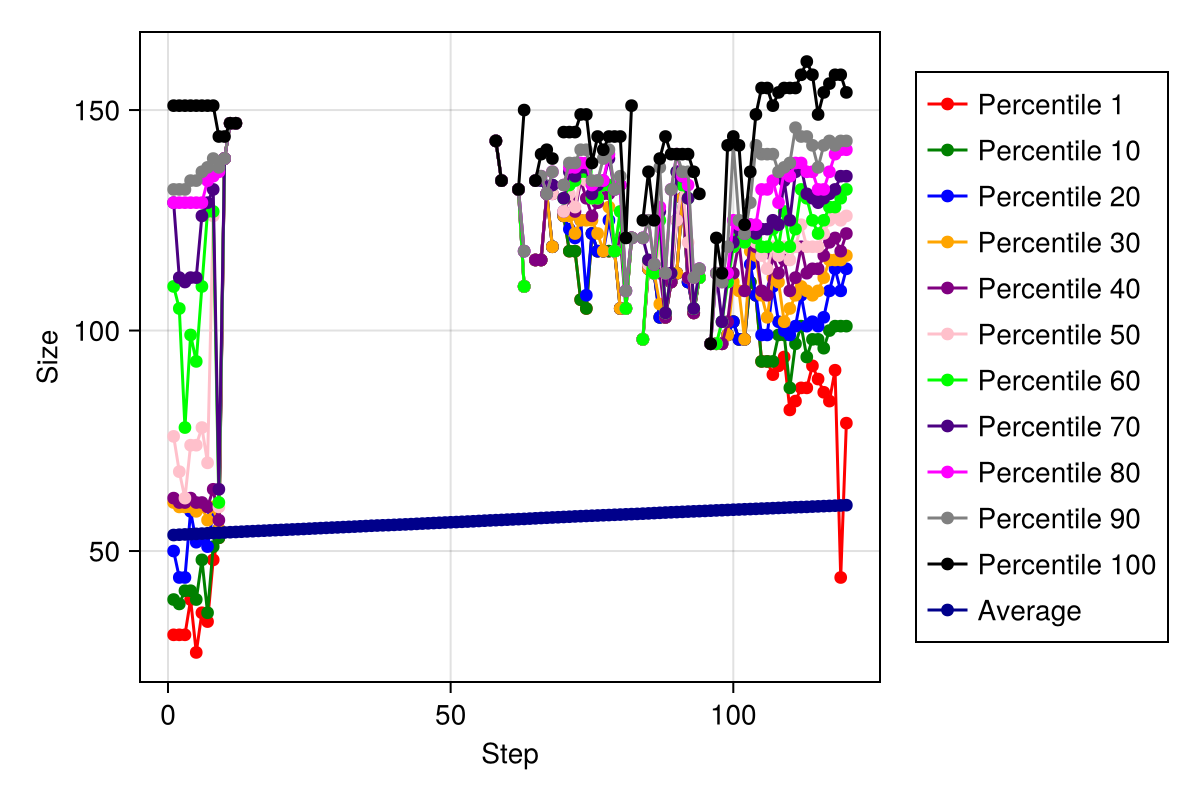 150
100
50
Size
0
50
100
Step
Percentile 1
Percentile 10
Percentile 20
Percentile 30
Percentile 40
Percentile 50
Percentile 60
Percentile 70
Percentile 80
Percentile 90
Percentile 100
Average